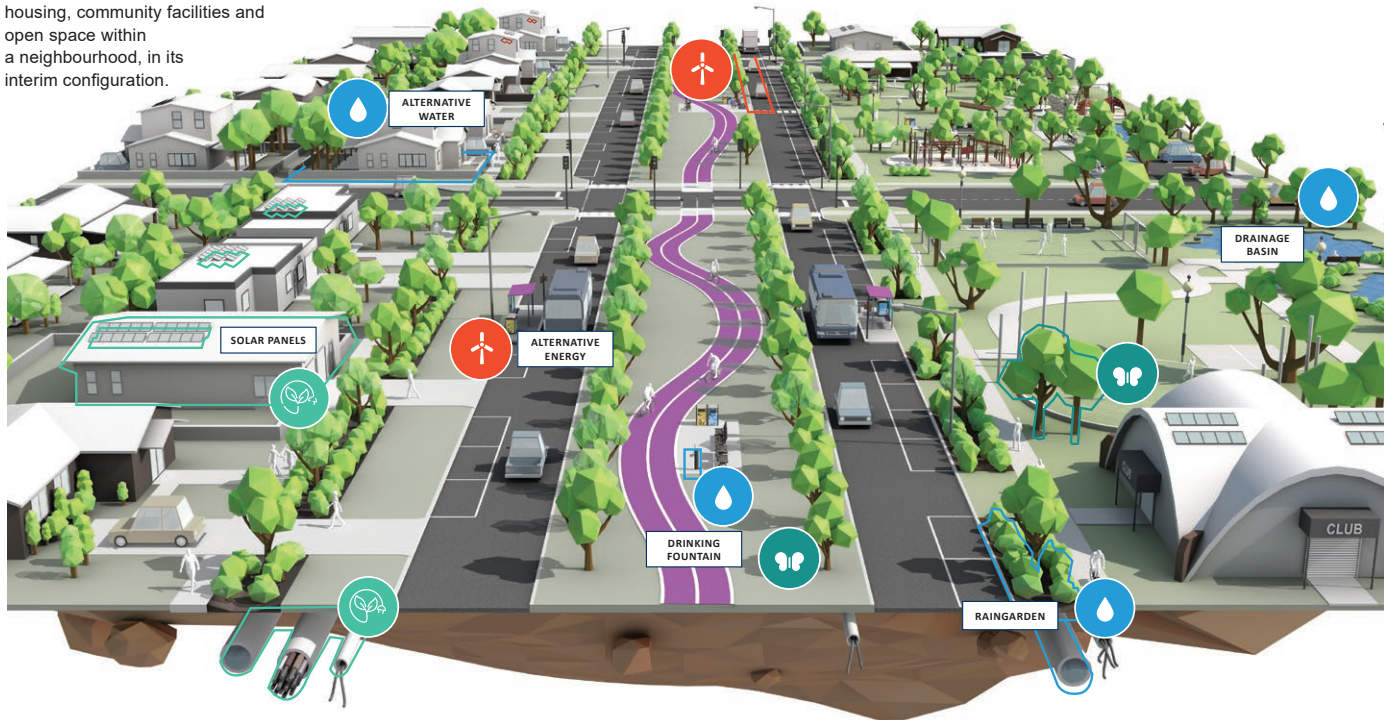 housing, community facilities and
open space within
a neighbourhood, in its
interim configuration.
ALTERNATIVE
WATER
DRAINAGE
BASIN
SOLAR PANELS
ALTERNATIVE
ENERGY
DRINKING
FOUNTAIN
RAINGARDEN
CLUB
CLUB